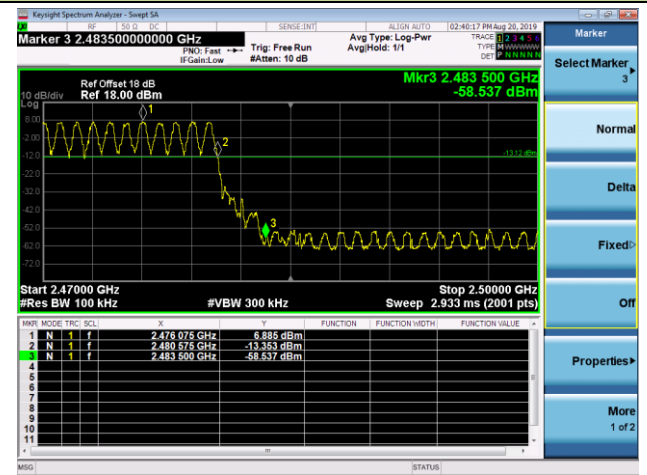 Keysight Spectrum Analyzer - Swept SA
RF 50 Ω DC SENSE:INT ALIGN AUTO 02:40:17 PM Aug 20, 2019
Marker 3 2.483500000000 GHz
PNO: Fast
IFGain:Low
Trig: Free Run
#Atten: 10 dB
Avg Type: Log-Pwr
Avg|Hold: 1/1
TRACE 1 2 3 4 5 6
TYPE M W W W W W
DET P N N N N N
Marker
Select Marker
3
Normal
Delta
Fixed
Off
Properties
More
1 of 2
Ref Offset 18 dB
10 dB/div Ref 18.00 dBm
Log
Mkr3 2.483 500 GHz
-58.537 dBm
8.00
-2.00
-12.0
-22.0
-32.0
-42.0
-52.0
-62.0
-72.0
1
2
3
-13.12 dBm
Start 2.47000 GHz Stop 2.50000 GHz
#Res BW 100 kHz #VBW 300 kHz Sweep 2.933 ms (2001 pts)
MKR MODE TRC SCL X Y FUNCTION FUNCTION WIDTH FUNCTION VALUE
1 N 1 f 2.476 075 GHz 6.885 dBm
2 N 1 f 2.480 575 GHz -13.353 dBm
3 N 1 f 2.483 500 GHz -58.537 dBm
4
5
6
7
8
9
10
11
MSG STATUS